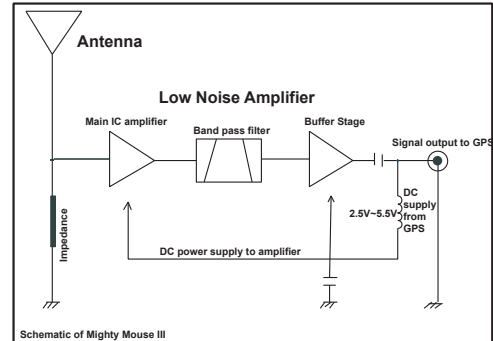 Antenna
Low Noise Amplifier
Main IC amplifier
Band pass filter
Buffer Stage
Signal output to GPS
Impedance
2.5V~5.5V
DC
supply
from
GPS
DC power supply to amplifier
Schematic of Mighty Mouse III